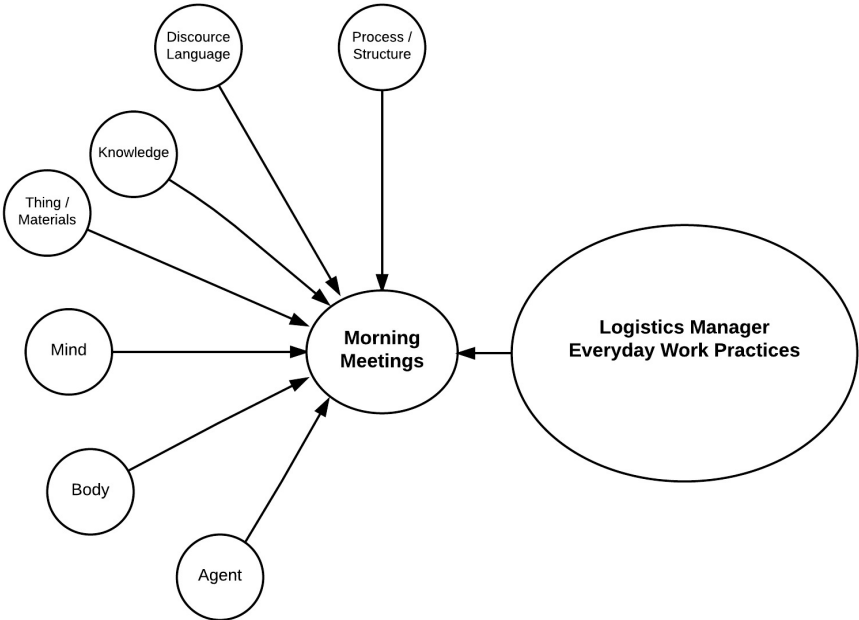 Discource
Language
Process /
Structure
Knowledge
Thing /
Materials
Mind
Body
Agent
Morning
Meetings
Logistics Manager
Everyday Work Practices